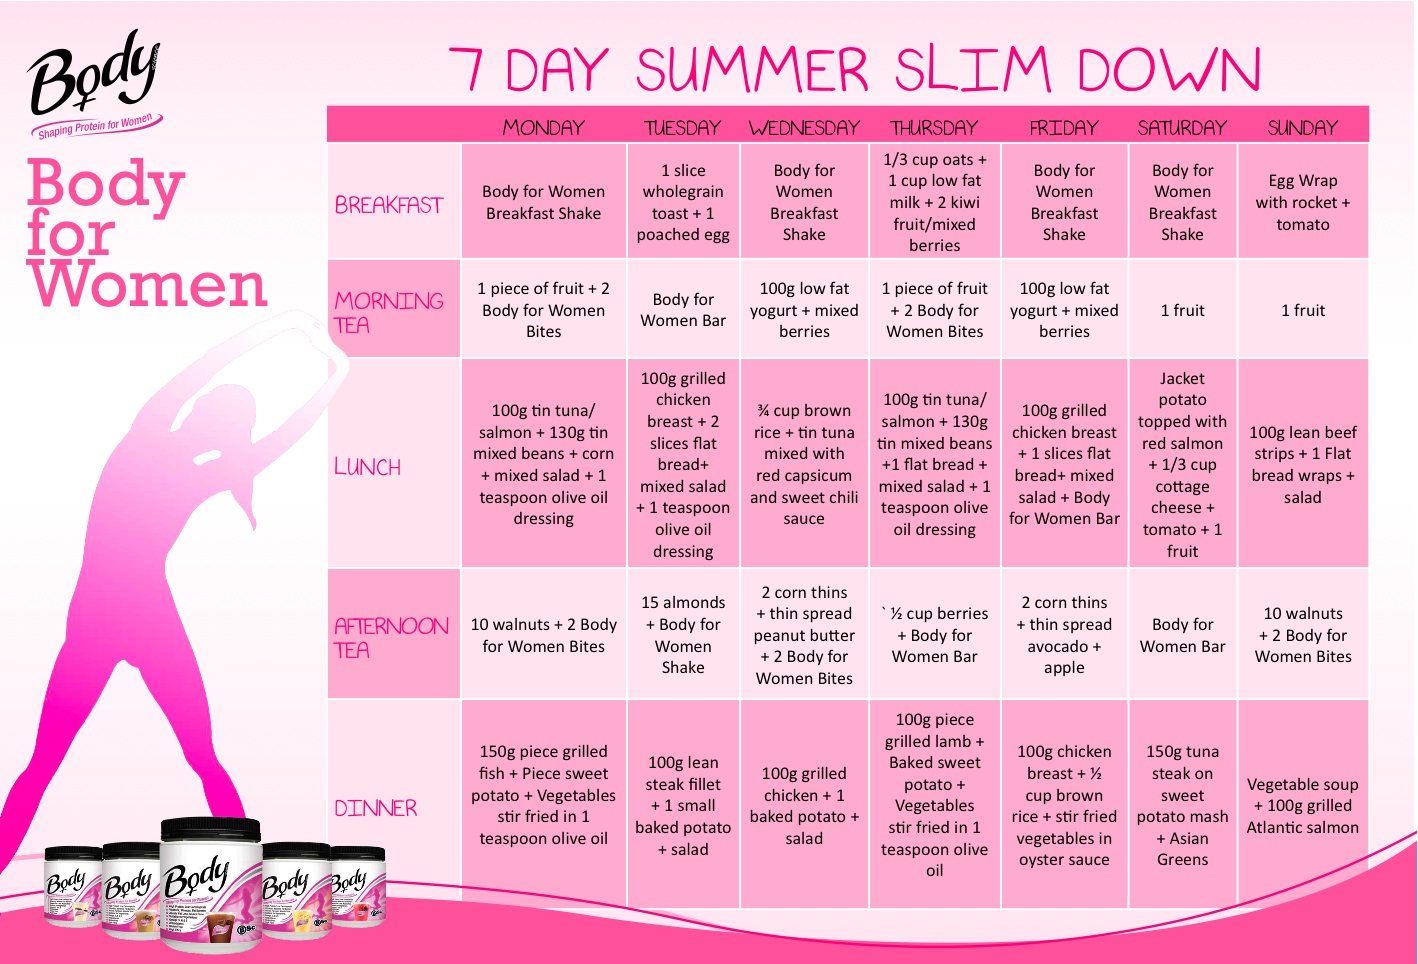 Body
Shaping Protein for Women
Body
for
Women
7 DAY SUMMER SLIM DOWN
MONDAY TUESDAY WEDNESDAY THURSDAY FRIDAY SATURDAY SUNDAY
BREAKFAST
Body for Women
Breakfast Shake
1 slice
wholegrain
toast + 1
poached egg
Body for
Women
Breakfast
Shake
1/3 cup oats +
1 cup low fat
milk + 2 kiwi
fruit/mixed
berries
Body for
Women
Breakfast
Shake
Body for
Women
Breakfast
Shake
Egg Wrap
with rocket +
tomato
MORNING
TEA
1 piece of fruit + 2
Body for Women
Bites
Body for
Women Bar
100g low fat
yogurt + mixed
berries
1 piece of fruit
+ 2 Body for
Women Bites
100g low fat
yogurt + mixed
berries
1 fruit
1 fruit
LUNCH
100g tin tuna/
salmon + 130g tin
mixed beans + corn
+ mixed salad + 1
teaspoon olive oil
dressing
100g grilled
chicken
breast + 2
slices flat
bread+
mixed salad
+ 1 teaspoon
olive oil
dressing
¾ cup brown
rice + tin tuna
mixed with
red capsicum
and sweet chili
sauce
100g tin tuna/
salmon + 130g
tin mixed beans
+1 flat bread +
mixed salad + 1
teaspoon olive
oil dressing
100g grilled
chicken breast
+ 1 slices flat
bread+ mixed
salad + Body
for Women Bar
Jacket
potato
topped with
red salmon
+ 1/3 cup
cottage
cheese +
tomato + 1
fruit
100g lean beef
strips + 1 Flat
bread wraps +
salad
AFTERNOON
TEA
10 walnuts + 2 Body
for Women Bites
15 almonds
+ Body for
Women
Shake
2 corn thins
+ thin spread
peanut butter
+ 2 Body for
Women Bites
` ½ cup berries
+ Body for
Women Bar
2 corn thins
+ thin spread
avocado +
apple
Body for
Women Bar
10 walnuts
+ 2 Body for
Women Bites
DINNER
150g piece grilled
fish + Piece sweet
potato + Vegetables
stir fried in 1
teaspoon olive oil
100g lean
steak fillet
+ 1 small
baked potato
+ salad
100g grilled
chicken + 1
baked potato +
salad
100g piece
grilled lamb +
Baked sweet
potato +
Vegetables
stir fried in 1
teaspoon olive
oil
100g chicken
breast + ½
cup brown
rice + stir fried
vegetables in
oyster sauce
150g tuna
steak on
sweet
potato mash
+ Asian
Greens
Vegetable soup
+ 100g grilled
Atlantic salmon
Body
Body
Body
Body
Body